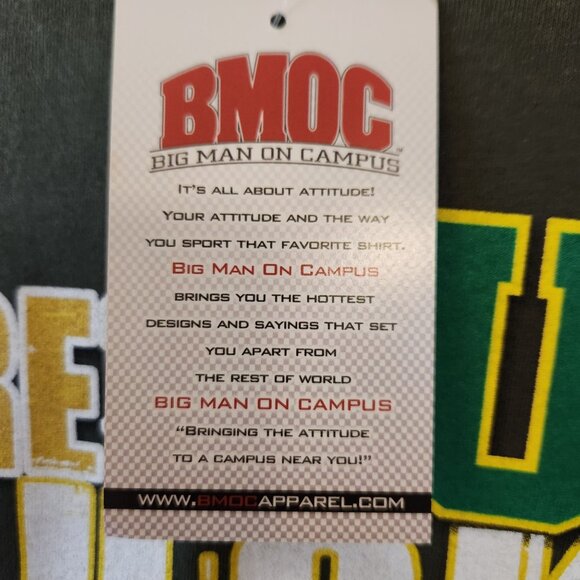 BMOC
BIG MAN ON CAMPUS
IT'S ALL ABOUT ATTITUDE!
YOUR ATTITUDE AND THE WAY
YOU SPORT THAT FAVORITE SHIRT.
BIG MAN ON CAMPUS
BRINGS YOU THE HOTTEST
DESIGNS AND SAYINGS THAT SET
YOU APART FROM
THE REST OF WORLD
BIG MAN ON CAMPUS
"BRINGING THE ATTITUDE
TO A CAMPUS NEAR YOU!"
WWW.BMOCAPPAREL.COM